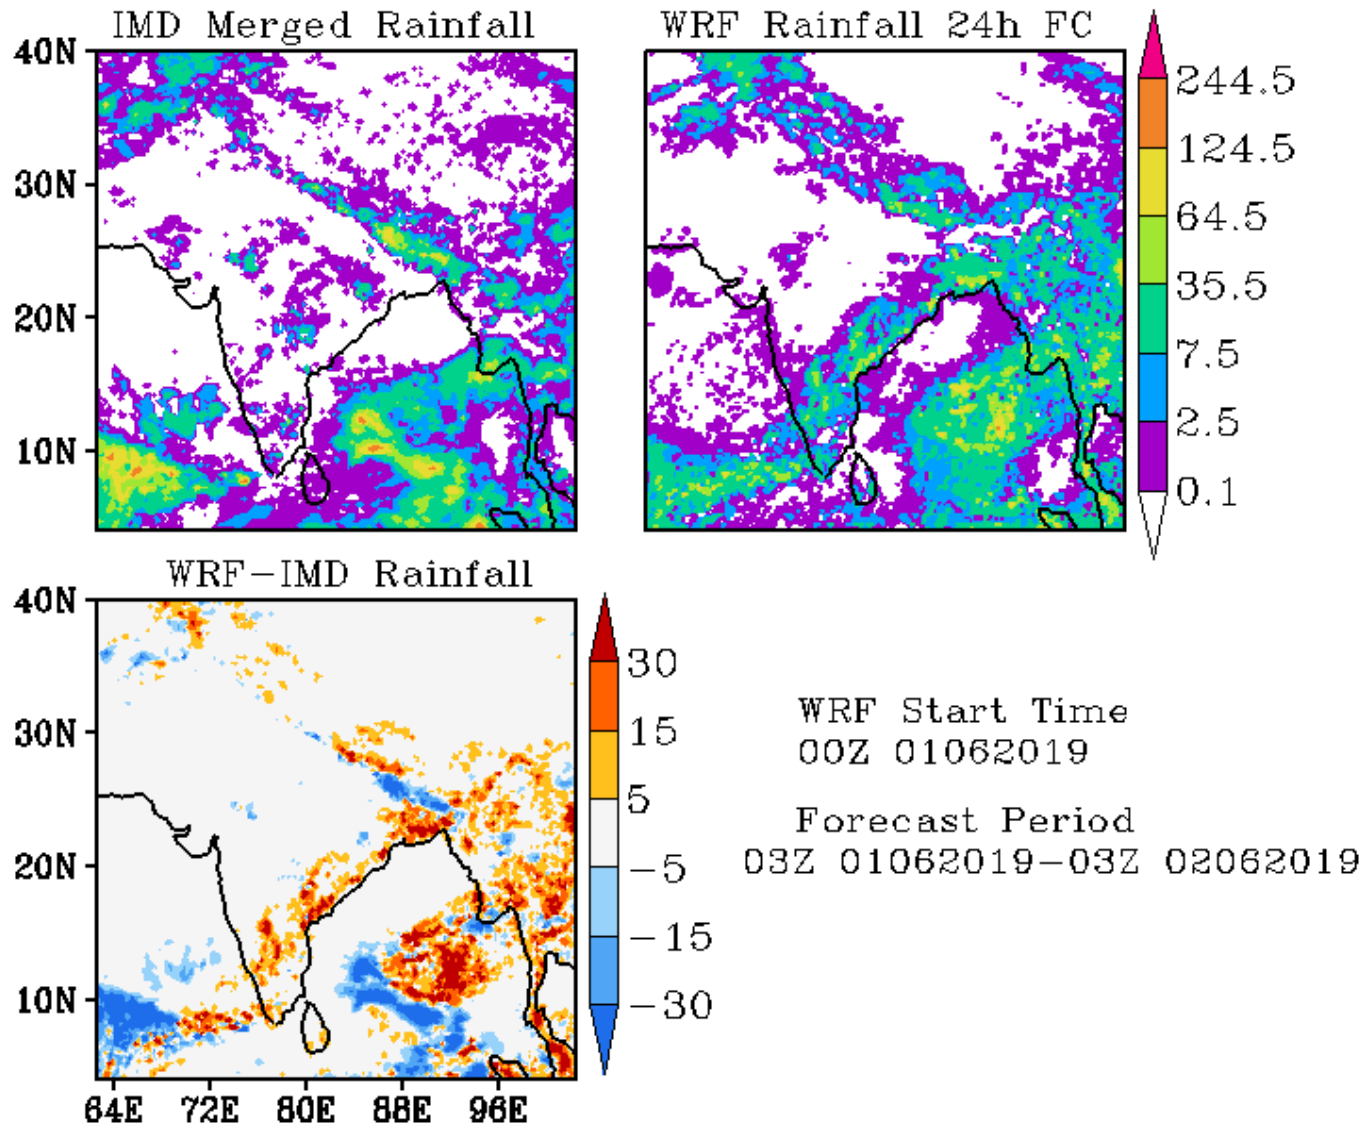 IMD Merged Rainfall
WRF Rainfall 24h FC
40N
30N
20N
10N
244.5
124.5
64.5
35.5
7.5
2.5
0.1
WRF-IMD Rainfall
40N
30N
20N
10N
64E 72E 80E 88E 96E
30
15
5
-5
-15
-30
WRF Start Time
00Z 01062019
Forecast Period
03Z 01062019-03Z 02062019